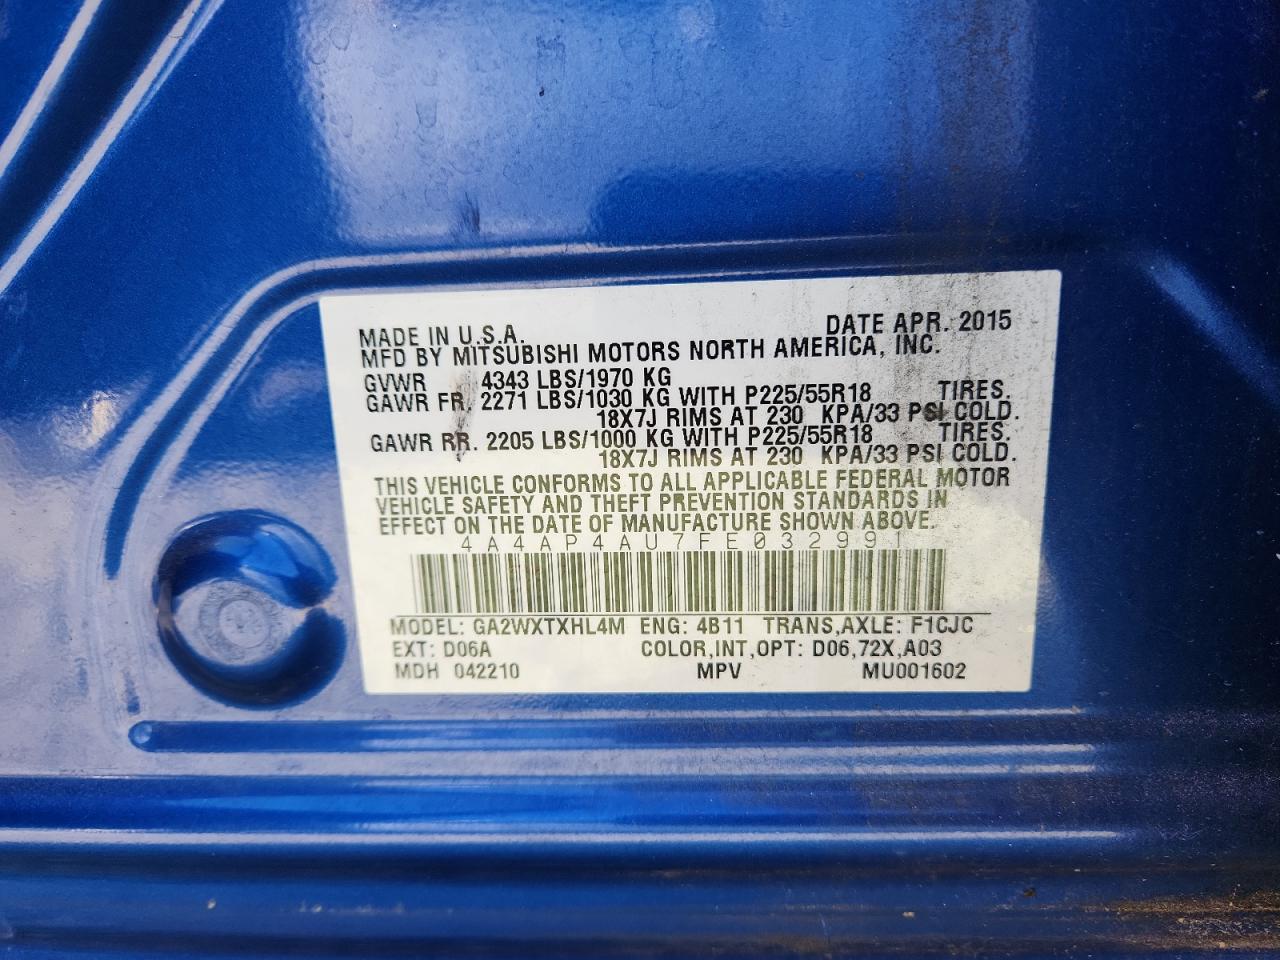 MADE IN U.S.A. DATE APR. 2015
MFD BY MITSUBISHI MOTORS NORTH AMERICA, INC.
GVWR 4343 LBS/1970 KG
GAWR FR. 2271 LBS/1030 KG WITH P225/55R18 TIRES.
18X7J RIMS AT 230 KPA/33 PSI COLD.
GAWR RR. 2205 LBS/1000 KG WITH P225/55R18 TIRES.
18X7J RIMS AT 230 KPA/33 PSI COLD.
THIS VEHICLE CONFORMS TO ALL APPLICABLE FEDERAL MOTOR
VEHICLE SAFETY AND THEFT PREVENTION STANDARDS IN
EFFECT ON THE DATE OF MANUFACTURE SHOWN ABOVE.
4A4AP4AU7FE032991
MODEL: GA2WXTXHL4M ENG: 4B11 TRANS,AXLE: F1CJC
EXT: D06A COLOR,INT,OPT: D06,72X,A03
MDH 042210 MPV MU001602